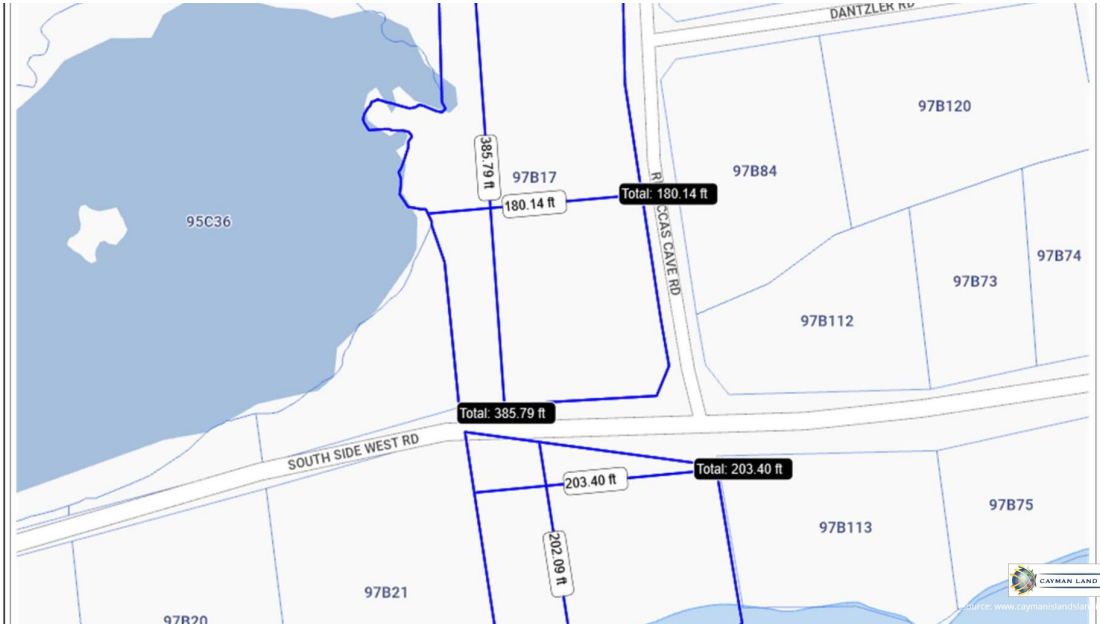 DANTZLER RD
97B120
385.79 ft
97B17
97B84
180.14 ft
Total: 180.14 ft
95C36
CCAS CAVE RD
97B74
97B73
97B112
Total: 385.79 ft
SOUTH SIDE WEST RD
203.40 ft
Total: 203.40 ft
97B75
97B113
202.09 ft
97B21
97B20
CAYMAN LAND